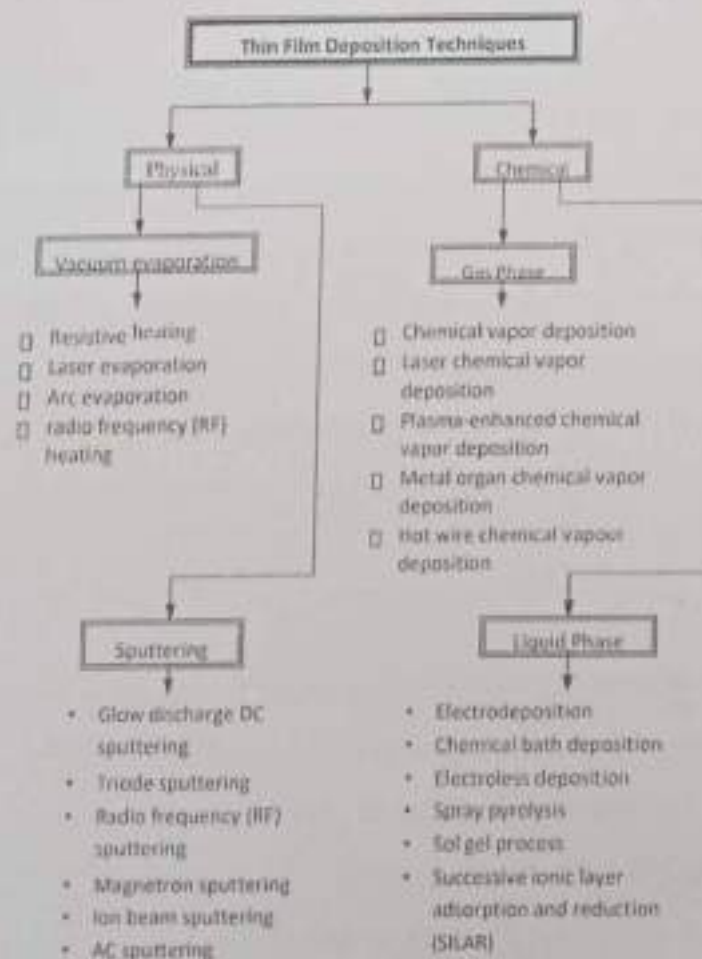 Thin Film Deposition Techniques
Physical
Chemical
Vacuum evaporation
Gas Phase
Resistive heating
Laser evaporation
Arc evaporation
radio frequency (RF)
heating
Chemical vapor deposition
Laser chemical vapor
deposition
Plasma-enhanced chemical
vapor deposition
Metal organ chemical vapor
deposition
Hot wire chemical vapour
deposition
Sputtering
Liquid Phase
• Glow discharge DC
sputtering
• Triode sputtering
• Radio frequency (RF)
sputtering
• Magnetron sputtering
• Ion beam sputtering
• AC sputtering
• Electrodeposition
• Chemical bath deposition
• Electroless deposition
• Spray pyrolysis
• Sol gel process
• Successive ionic layer
adsorption and reduction
(SILAR)